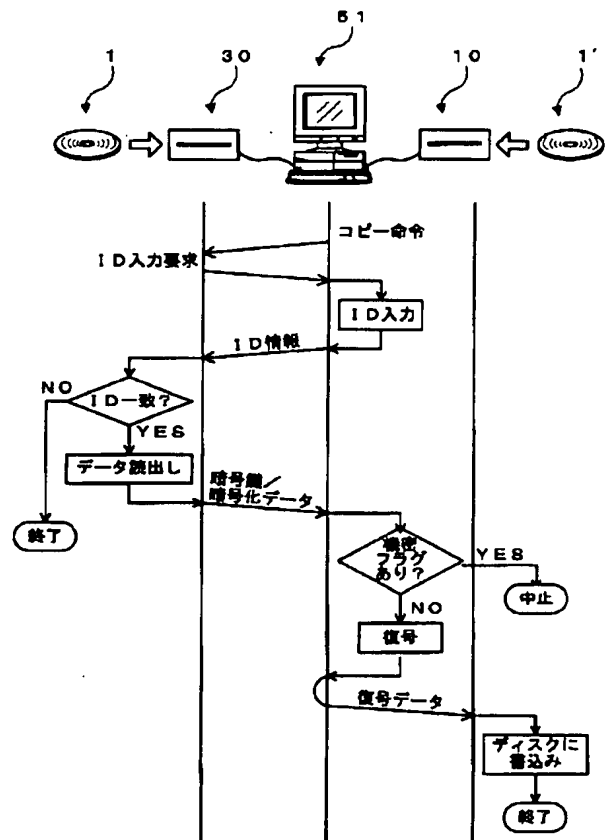 51
1
30
10
1′
コピー命令
ID入力要求
ID入力
ID情報
NO
ID一致?
YES
データ読出し
暗号鍵/
暗号化データ
終了
機密
フラグ
あり?
YES
中止
NO
復号
復号データ
ディスクに
書込み
終了